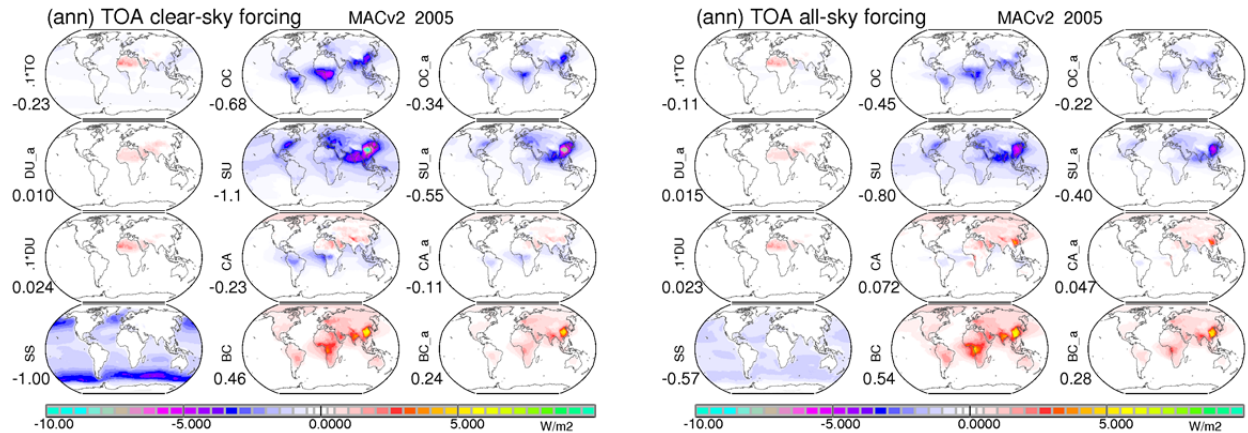 (ann) TOA clear-sky forcing MACv2 2005
.1*TO
-0.23
OC
-0.68
OC_a
-0.34
DU_a
0.010
SU
-1.1
SU_a
-0.55
.1*DU
0.024
CA
-0.23
CA_a
-0.11
SS
-1.00
BC
0.46
BC_a
0.24
-10.00 -5.000 0.0000 5.000 W/m2
(ann) TOA all-sky forcing MACv2 2005
.1*TO
-0.11
OC
-0.45
OC_a
-0.22
DU_a
0.015
SU
-0.80
SU_a
-0.40
.1*DU
0.023
CA
0.072
CA_a
0.047
SS
-0.57
BC
0.54
BC_a
0.28
-10.00 -5.000 0.0000 5.000 W/m2